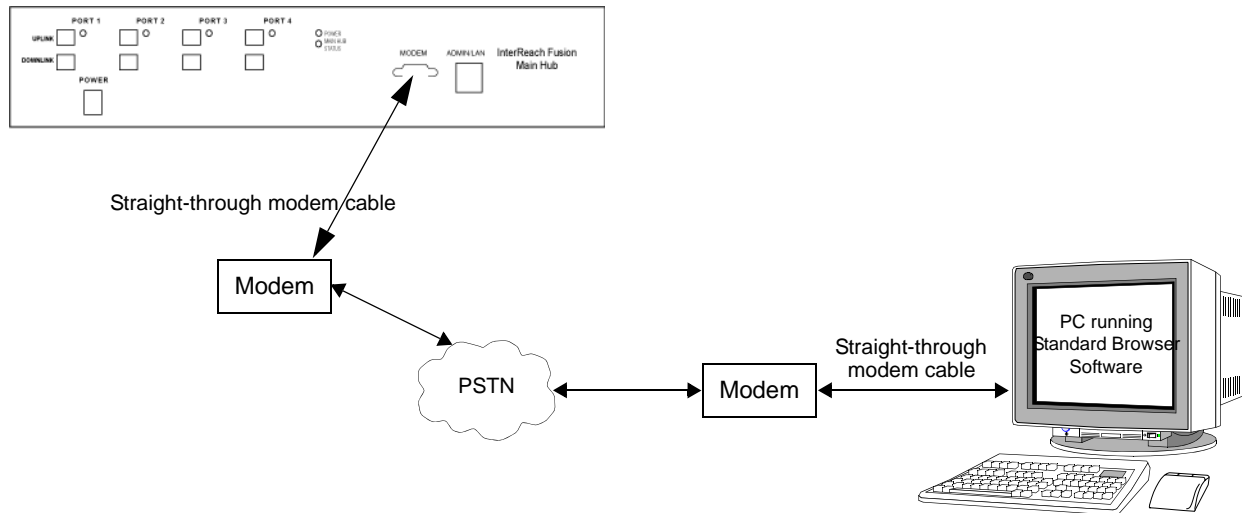 PORT 1 PORT 2 PORT 3 PORT 4
UPLINK
DOWNLINK
POWER
POWER
MAIN HUB
STATUS
MODEM
ADMIN/LAN
InterReach Fusion
Main Hub
Straight-through modem cable
Modem
PSTN
Modem
Straight-through
modem cable
PC running
Standard Browser
Software